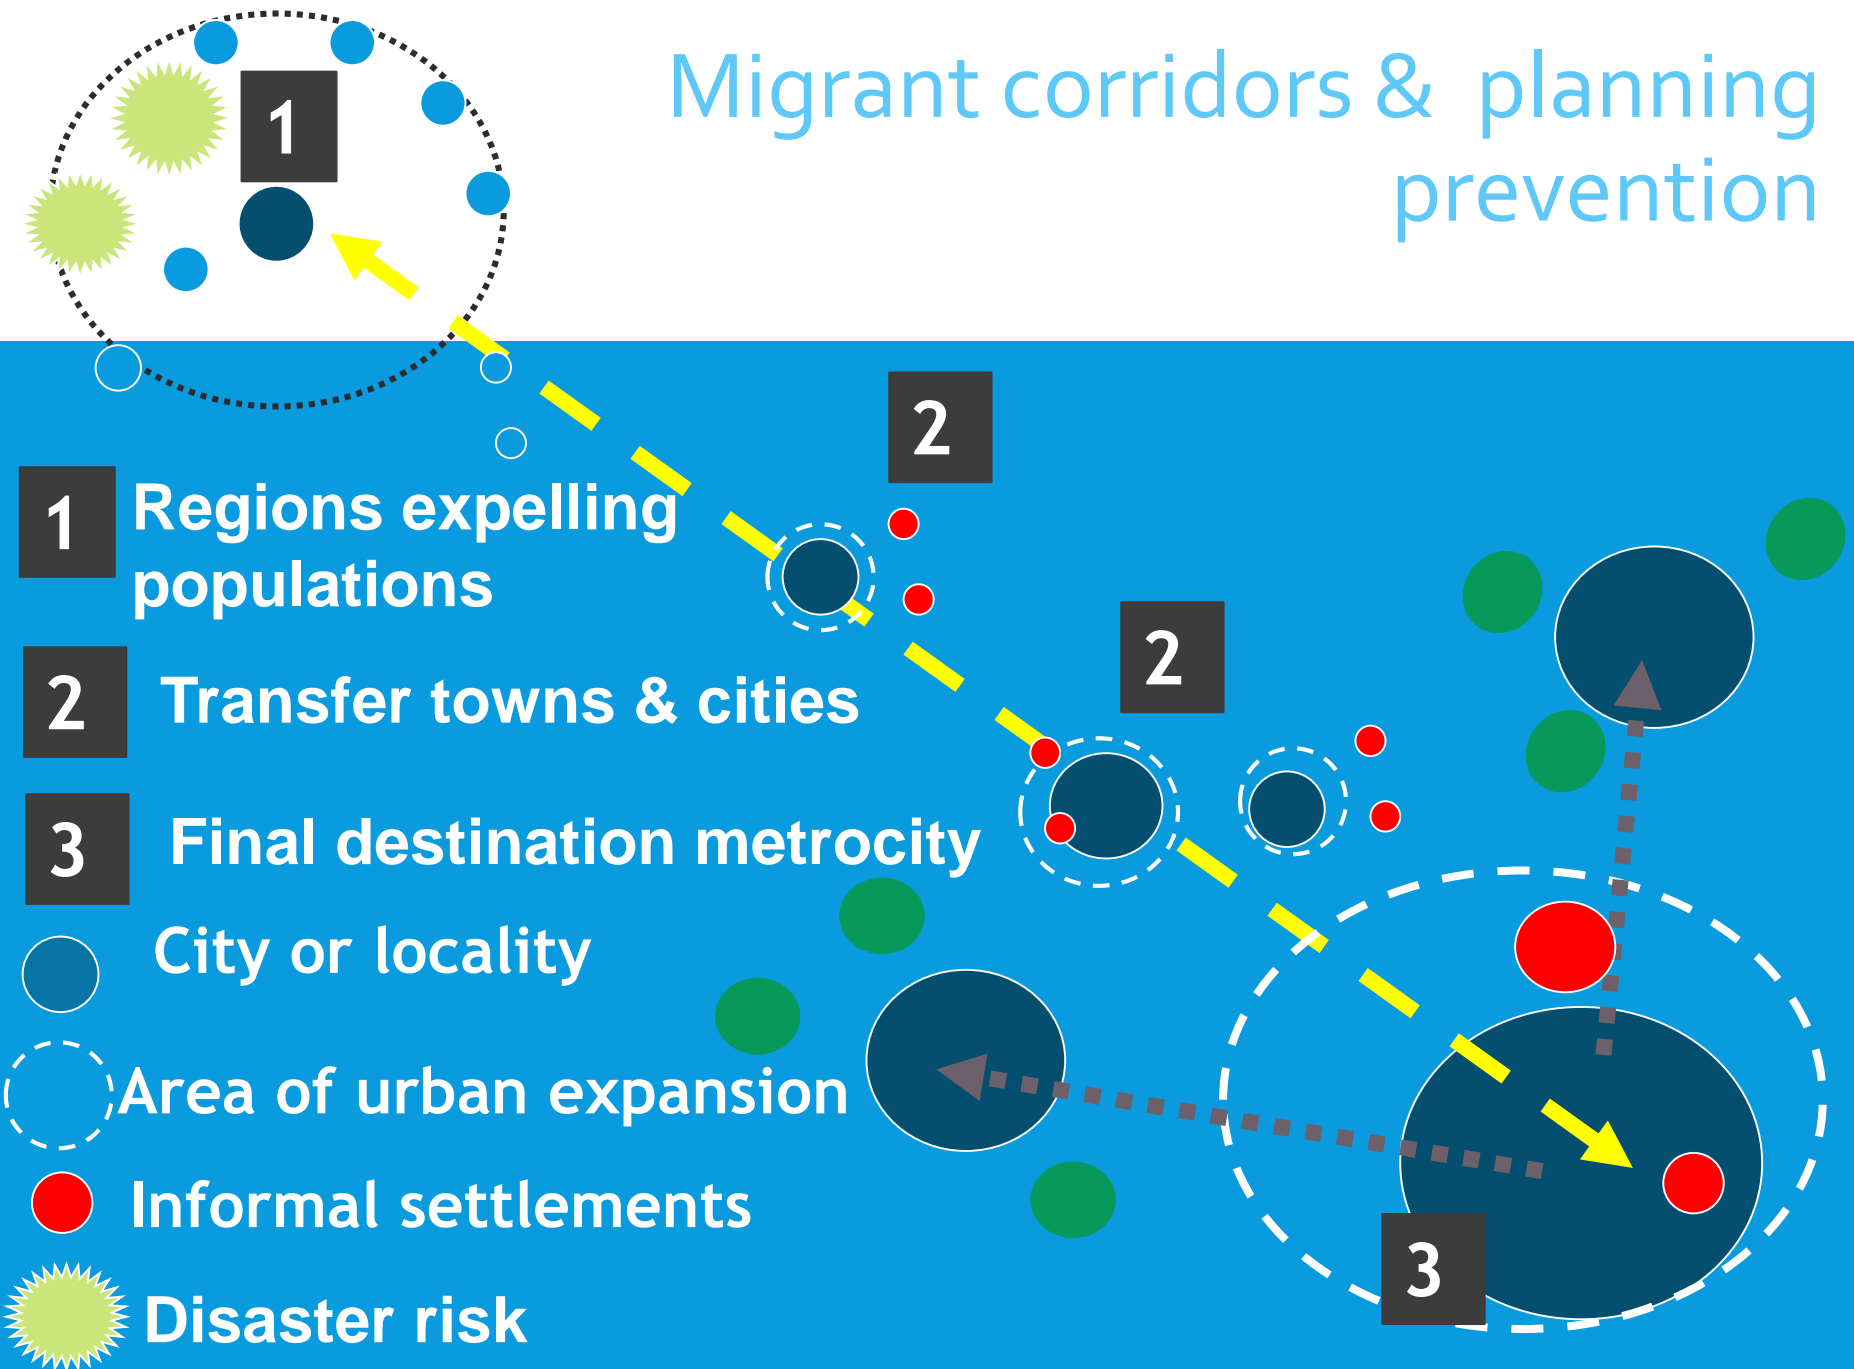 Migrant corridors & planning
prevention
1
2
2
3
1 Regions expelling
populations
2 Transfer towns & cities
3 Final destination metrocity
City or locality
Area of urban expansion
Informal settlements
Disaster risk